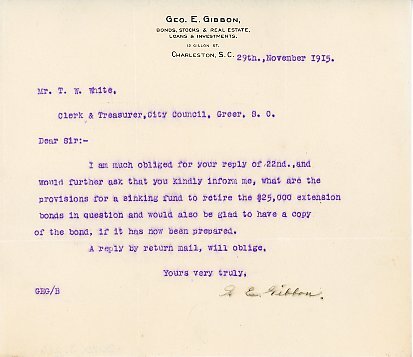 GEO. E. GIBBON,
BONDS, STOCKS & REAL ESTATE,
LOANS & INVESTMENTS.
12 GILLON ST.
CHARLESTON, S. C. 29th.,November 1915.
Mr. T. W. White,
Clerk & Treasurer,City Council, Greer, S. C.
Dear Sir:-
I am much obliged for your reply of 22nd.,and
would further ask that you kindly inform me, what are the
provisions for a sinking fund to retire the $25,000 extension
bonds in question and would also be glad to have a copy
of the bond, if it has now been prepared.
A reply by return mail, will oblige,
Yours very truly,
GEG/B G E. Gibbon.